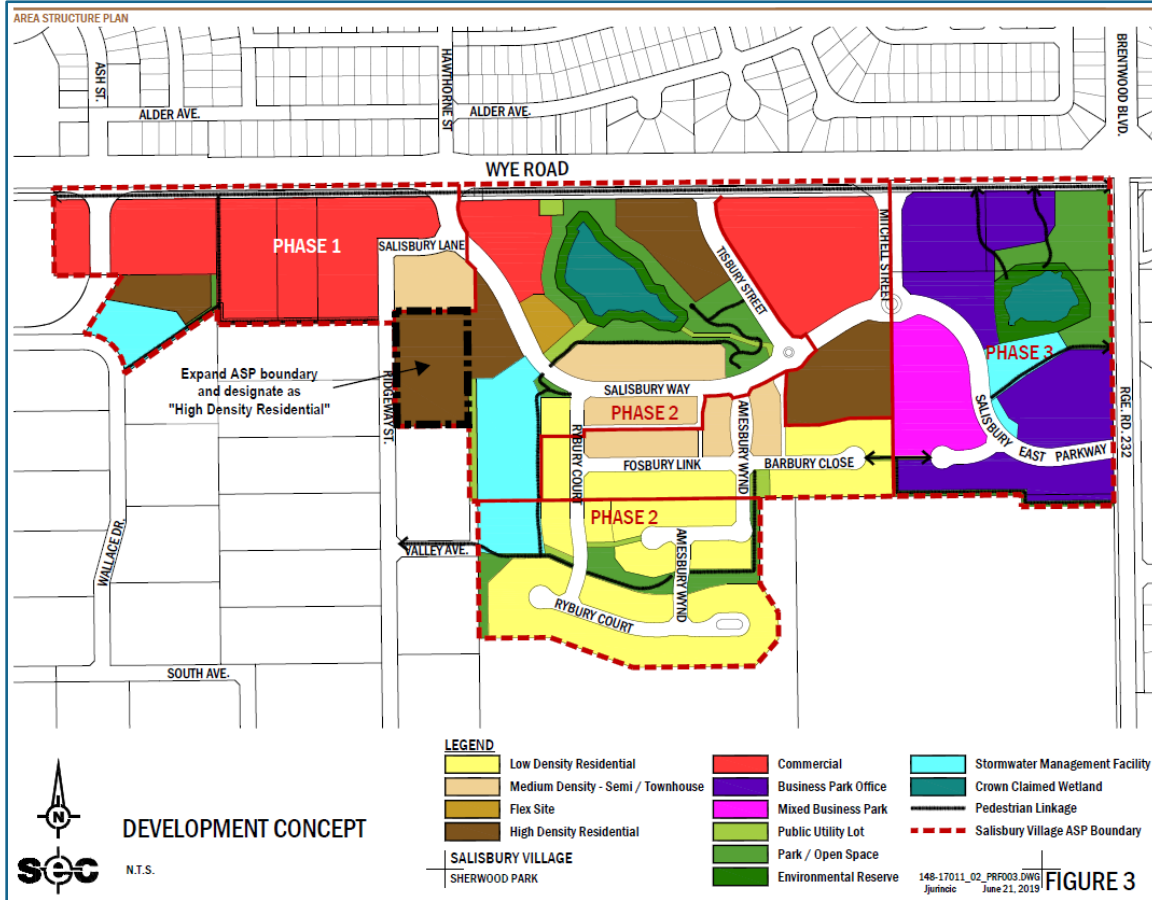 AREA STRUCTURE PLAN
ASH ST.
HAWTHORNE ST
BRENTWOOD BLVD.
ALDER AVE.
ALDER AVE.
WYE ROAD
PHASE 1
SALISBURY LANE
TISBURY STREET
MITCHELL STREET
Expand ASP boundary
and designate as
"High Density Residential"
RIDGEWAY ST.
SALISBURY WAY
PHASE 2
PHASE 3
RYBURY COURT
AMESBURY WYND
FOSBURY LINK
BARBURY CLOSE
SALISBURY
EAST PARKWAY
RGE. RD. 232
PHASE 2
VALLEY AVE.
WALLACE DR.
AMESBURY WYND
RYBURY COURT
SOUTH AVE.
N
DEVELOPMENT CONCEPT
sec
N.T.S.
LEGEND
Low Density Residential
Medium Density - Semi / Townhouse
Flex Site
High Density Residential
Commercial
Business Park Office
Mixed Business Park
Public Utility Lot
Park / Open Space
Environmental Reserve
Stormwater Management Facility
Crown Claimed Wetland
Pedestrian Linkage
Salisbury Village ASP Boundary
SALISBURY VILLAGE
SHERWOOD PARK
148-17011_02_PRF003.DWG
Jjurincic June 21, 2019
FIGURE 3